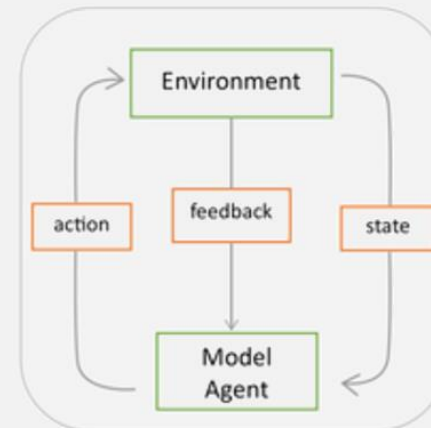 Environment
action
feedback
state
Model
Agent